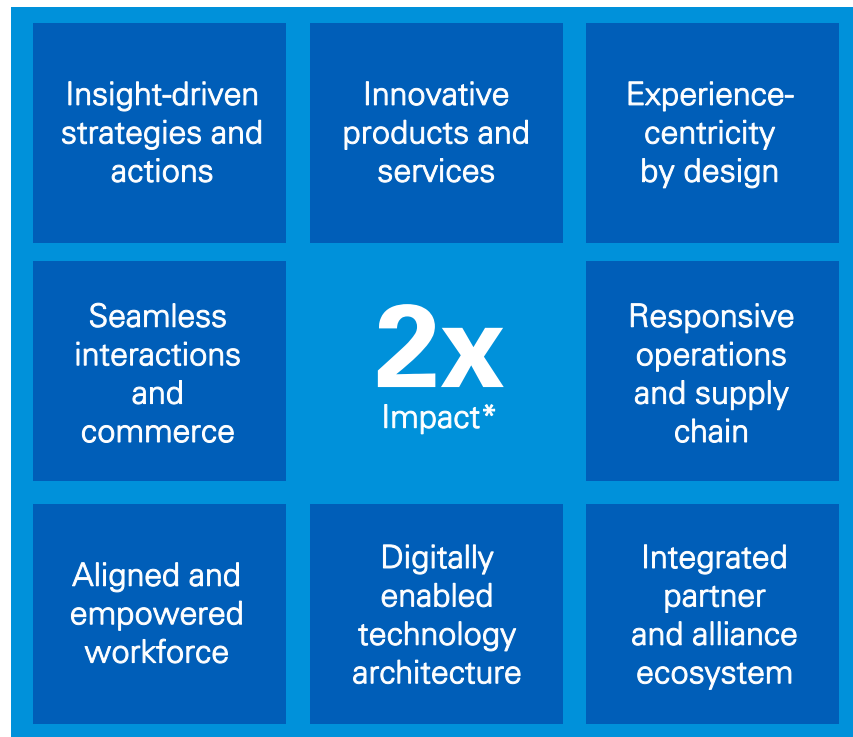 Insight-driven
strategies and
actions
Innovative
products and
services
Experience-
centricity
by design
Seamless
interactions
and
commerce
2x
Impact*
Responsive
operations
and supply
chain
Aligned and
empowered
workforce
Digitally
enabled
technology
architecture
Integrated
partner
and alliance
ecosystem